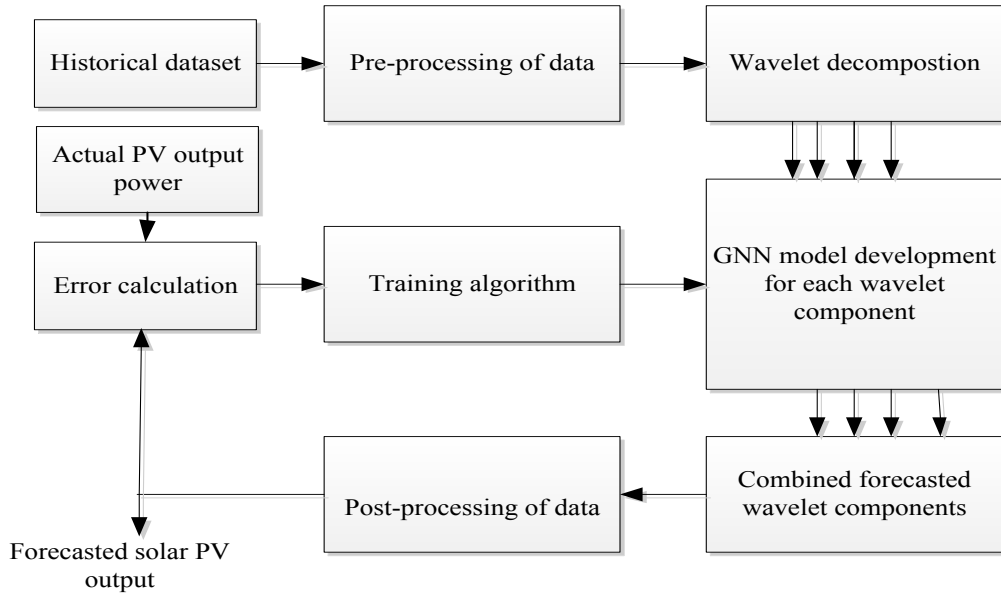 Historical dataset
Pre-processing of data
Wavelet decompostion
Actual PV output
power
Error calculation
Training algorithm
GNN model development
for each wavelet
component
Combined forecasted
wavelet components
Post-processing of data
Forecasted solar PV
output